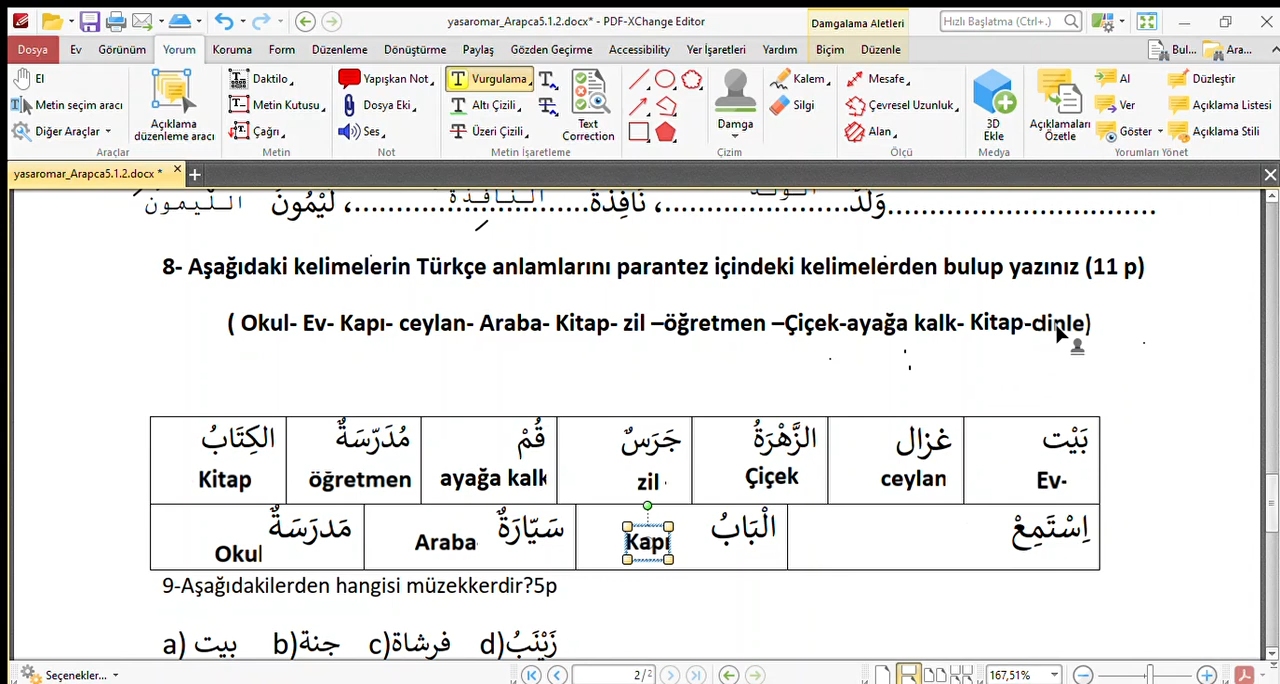 yasaromar_Arapca5.1.2.docx* - PDF-XChange Editor
Damgalama Aletleri
Hızlı Başlatma (Ctrl+.)
Dosya Ev Görünüm Yorum Koruma Form Düzenleme Dönüştürme Paylaş Gözden Geçirme Accessibility Yer İşaretleri Yardım Biçim Düzenle Bul... Ara...
El Daktilo Yapışkan Not Vurgulama Kalem Mesafe Al Düzleştir
Metin seçim aracı Metin Kutusu Dosya Eki Altı Çizili Silgi Çevresel Uzunluk Ver Açıklama Listesi
Diğer Araçlar Çağrı Ses Üzeri Çizili Alan Göster Açıklama Stili
Açıklama düzenleme aracı
Text Correction
Damga
3D Ekle
Açıklamaları Özetle
Araçlar Metin Not Metin İşaretleme Çizim Ölçü Medya Yorumları Yönet
yasaromar_Arapca5.1.2.docx *
وَلَدٌ..............................، نَافِذَةٌ..............................، لَيْمُونٌ
الولد النافذة الليمون
8- Aşağıdaki kelimelerin Türkçe anlamlarını parantez içindeki kelimelerden bulup yazınız (11 p)
( Okul- Ev- Kapı- ceylan- Araba- Kitap- zil –öğretmen –Çiçek-ayağa kalk- Kitap-dinle)
بَيْت غزال الزَّهْرَةُ جَرَسٌ قُمْ مُدَرّسَةٌ الكِتَابُ
Kitap öğretmen ayağa kalk zil Çiçek ceylan Ev-
اِسْتَمِعْ الْبَابُ سَيّارَةٌ مَدرَسَةٌ
Okul Araba Kapı
9-Aşağıdakilerden hangisi müzekkerdir?5p
a) بيت b) جنة c) فرشاة d) زَيْنَبُ
Seçenekler... 2/2 167,51%